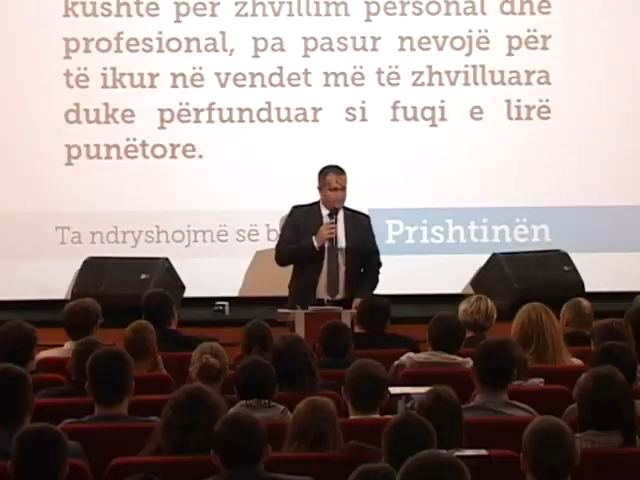 kushte për zhvillim personal dhe
profesional, pa pasur nevojë për
të ikur në vendet më të zhvilluara
duke përfunduar si fuqi e lirë
punëtore.
Ta ndryshojmë së b
Prishtinën